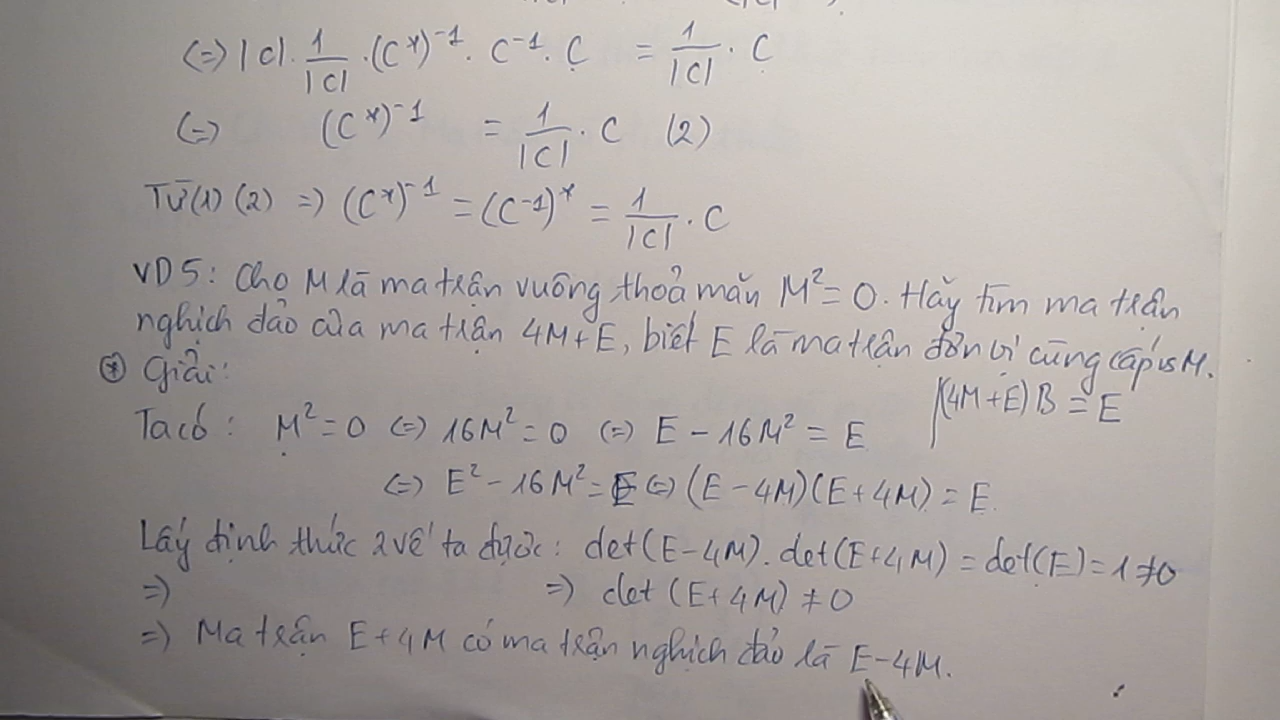 (=) |C|. 1/|C| .(C*)⁻¹. C⁻¹. C = 1/|C| . C
(=) (C*)⁻¹ = 1/|C| . C (2)
Từ (1) (2) =) (C*)⁻¹ = (C⁻¹)* = 1/|C| . C
VD5: Cho M là ma trận vuông thoả mãn M² = 0. Hãy tìm ma trận
nghịch đảo của ma trận 4M+E, biết E là ma trận đơn vị cùng cấp vs M.
* Giải:
(4M+E) B = E
Ta có: M² = 0 (=) 16M² = 0 (=) E - 16M² = E
(=) E² - 16M² = E (=) (E - 4M)(E + 4M) = E.
Lấy định thức 2 vế ta được: det(E-4M). det(E+4M) = det(E) = 1 ≠ 0
=) =) det (E+4M) ≠ 0
=) Ma trận E+4M có ma trận nghịch đảo là E-4M.